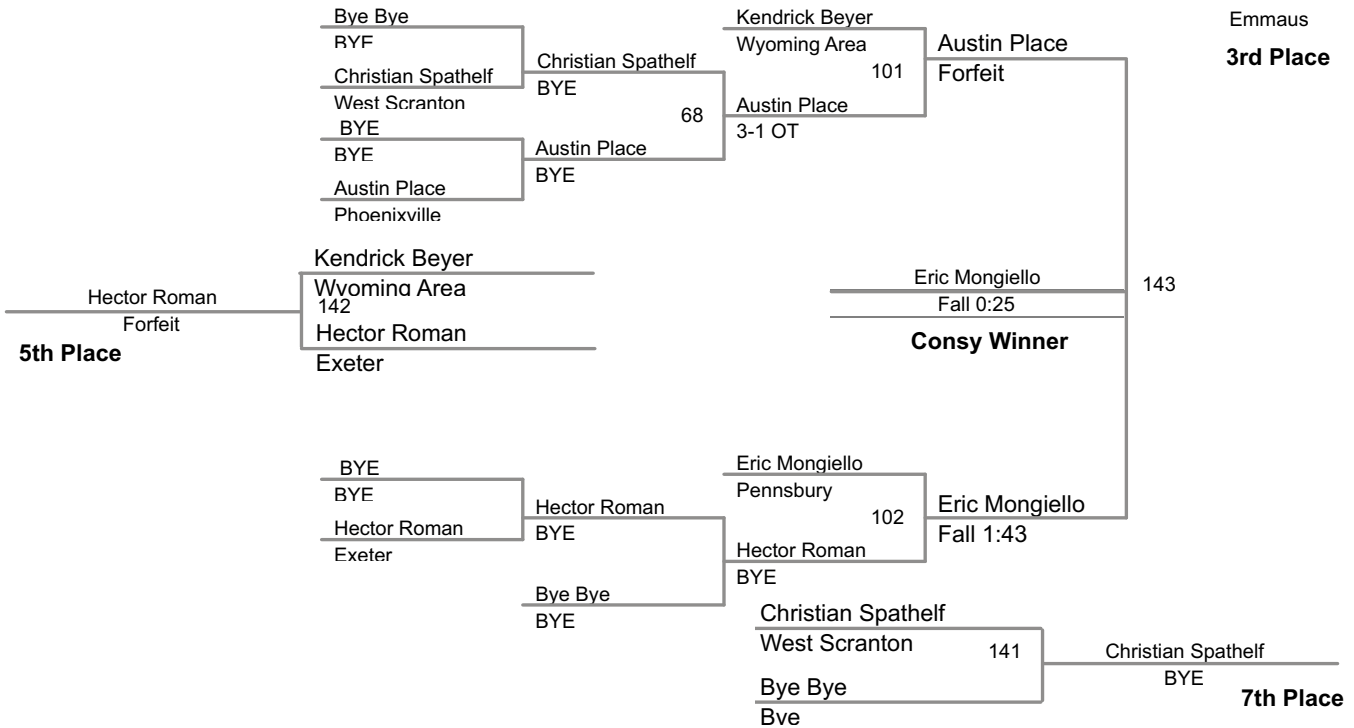 Bye Bye
BYE
Christian Spathelf
West Scranton
BYE
BYE
Austin Place
Phoenixville
Christian Spathelf
BYE
68
Austin Place
BYE
Kendrick Beyer
Wyoming Area
101
Austin Place
3-1 OT
Austin Place
Forfeit
Emmaus
3rd Place
Kendrick Beyer
Wyoming Area
142
Hector Roman
Exeter
Hector Roman
Forfeit
5th Place
Eric Mongiello
Fall 0:25
Consy Winner
143
BYE
BYE
Hector Roman
Exeter
Hector Roman
BYE
Bye Bye
BYE
Eric Mongiello
Pennsbury
102
Hector Roman
BYE
Eric Mongiello
Fall 1:43
Christian Spathelf
West Scranton
141
Bye Bye
Bye
Christian Spathelf
BYE
7th Place